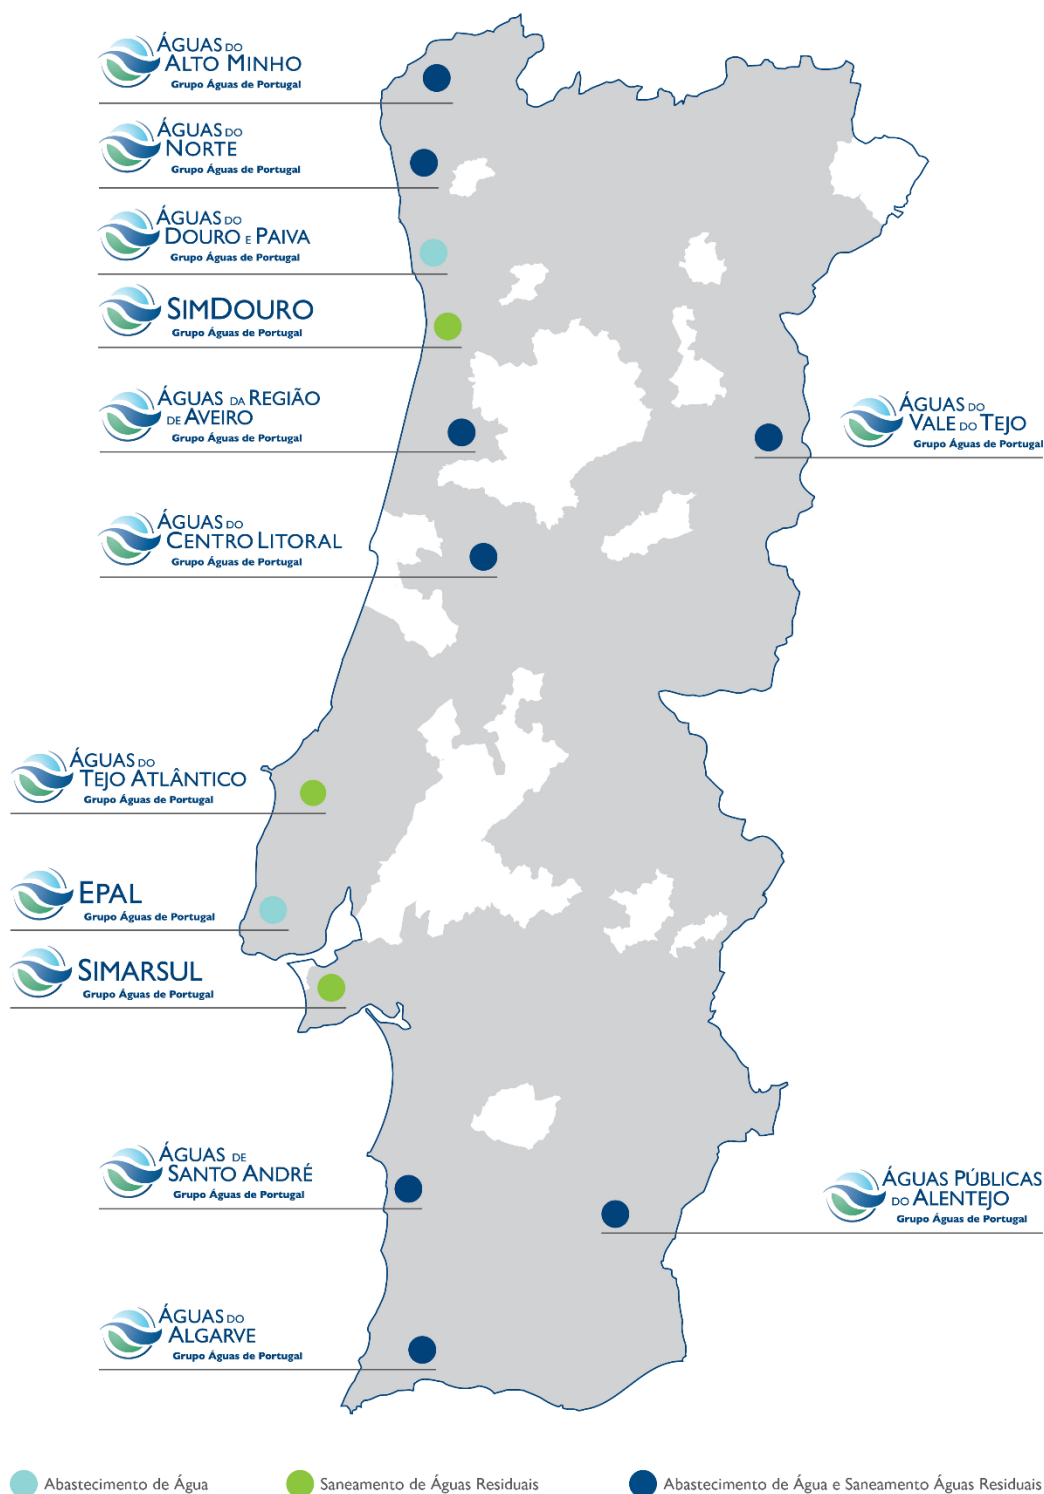 ÁGUAS DO
ALTO MINHO
Grupo Águas de Portugal
ÁGUAS DO
NORTE
Grupo Águas de Portugal
ÁGUAS DO
DOURO E PAIVA
Grupo Águas de Portugal
SIMDOURO
Grupo Águas de Portugal
ÁGUAS DA REGIÃO
DE AVEIRO
Grupo Águas de Portugal
ÁGUAS DO
VALE DO TEJO
Grupo Águas de Portugal
ÁGUAS DO
CENTRO LITORAL
Grupo Águas de Portugal
ÁGUAS DO
TEJO ATLÂNTICO
Grupo Águas de Portugal
EPAL
Grupo Águas de Portugal
SIMARSUL
Grupo Águas de Portugal
ÁGUAS DE
SANTO ANDRÉ
Grupo Águas de Portugal
ÁGUAS PÚBLICAS
DO ALENTEJO
Grupo Águas de Portugal
ÁGUAS DO
ALGARVE
Grupo Águas de Portugal
Abastecimento de Água
Saneamento de Águas Residuais
Abastecimento de Água e Saneamento Águas Residuais